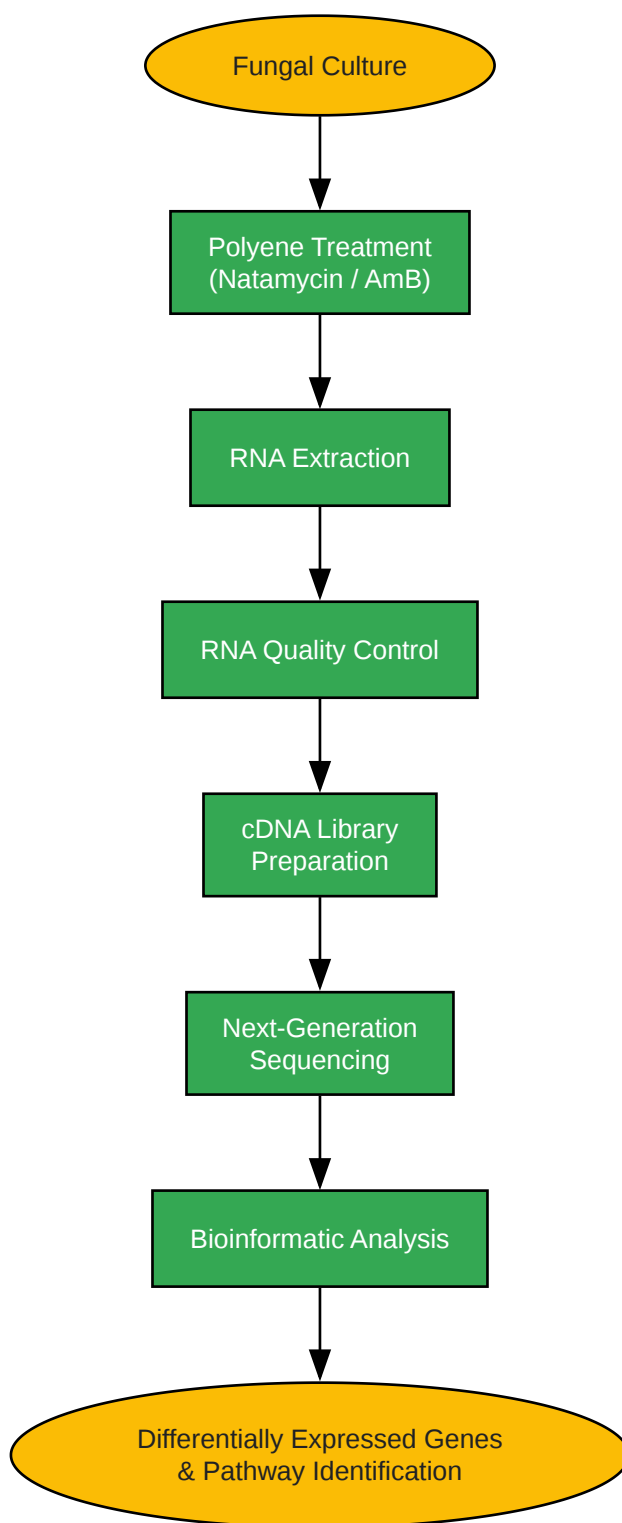 Fungal Culture
Polyene Treatment
(Natamycin / AmB)
RNA Extraction
RNA Quality Control
cDNA Library
Preparation
Next-Generation
Sequencing
Bioinformatic Analysis
Differentially Expressed Genes
& Pathway Identification